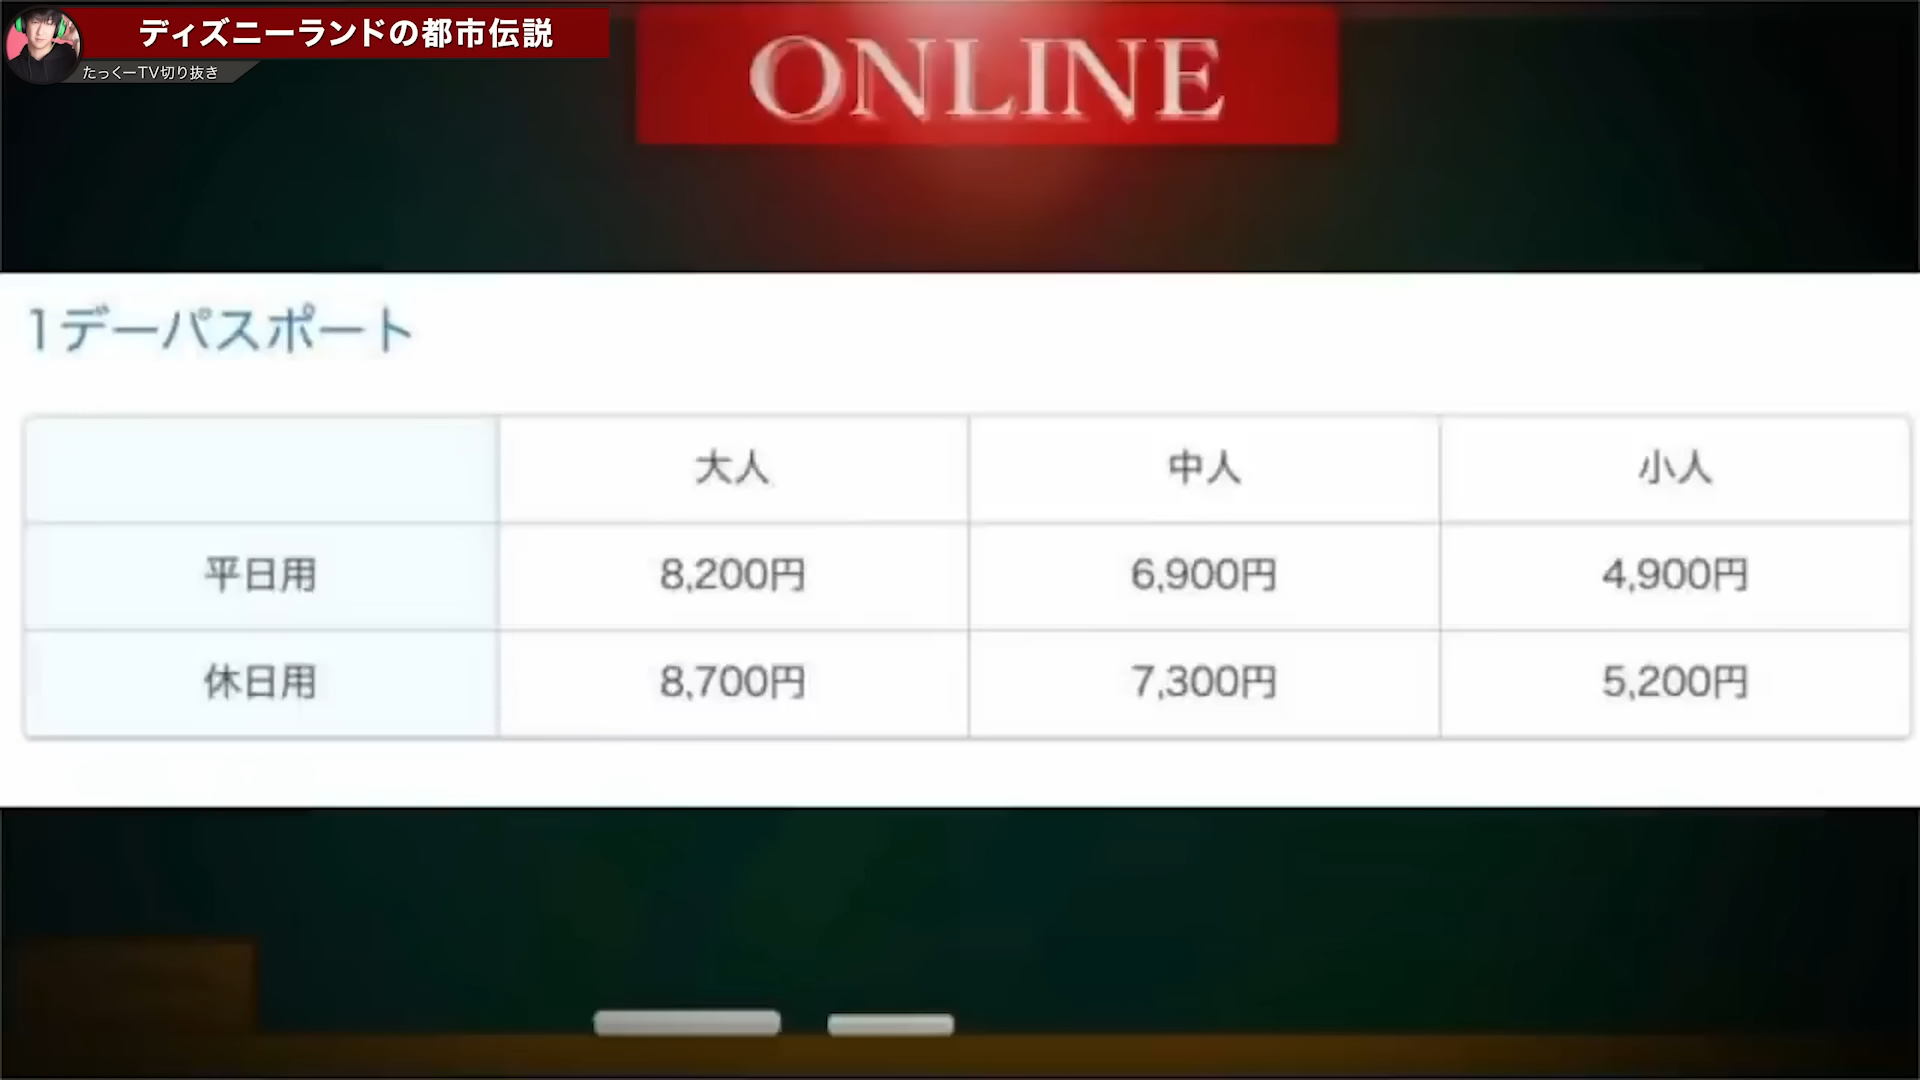 ディズニーランドの都市伝説
たっくーTV切り抜き
ONLINE
1デーパスポート
大人 中人 小人
平日用 8,200円 6,900円 4,900円
休日用 8,700円 7,300円 5,200円